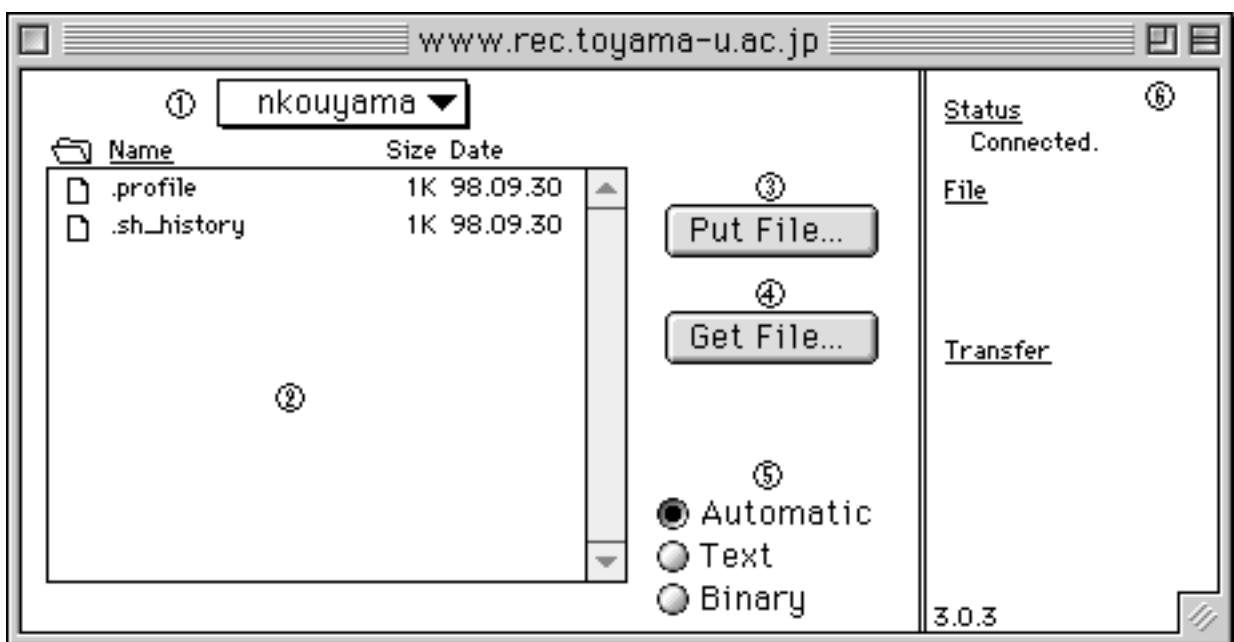 www.rec.toyama-u.ac.jp
① nkouyama
Name Size Date
.profile 1K 98.09.30
.sh_history 1K 98.09.30
②
③
Put File...
④
Get File...
⑤
Automatic
Text
Binary
⑥
Status
Connected.
File
Transfer
3.0.3